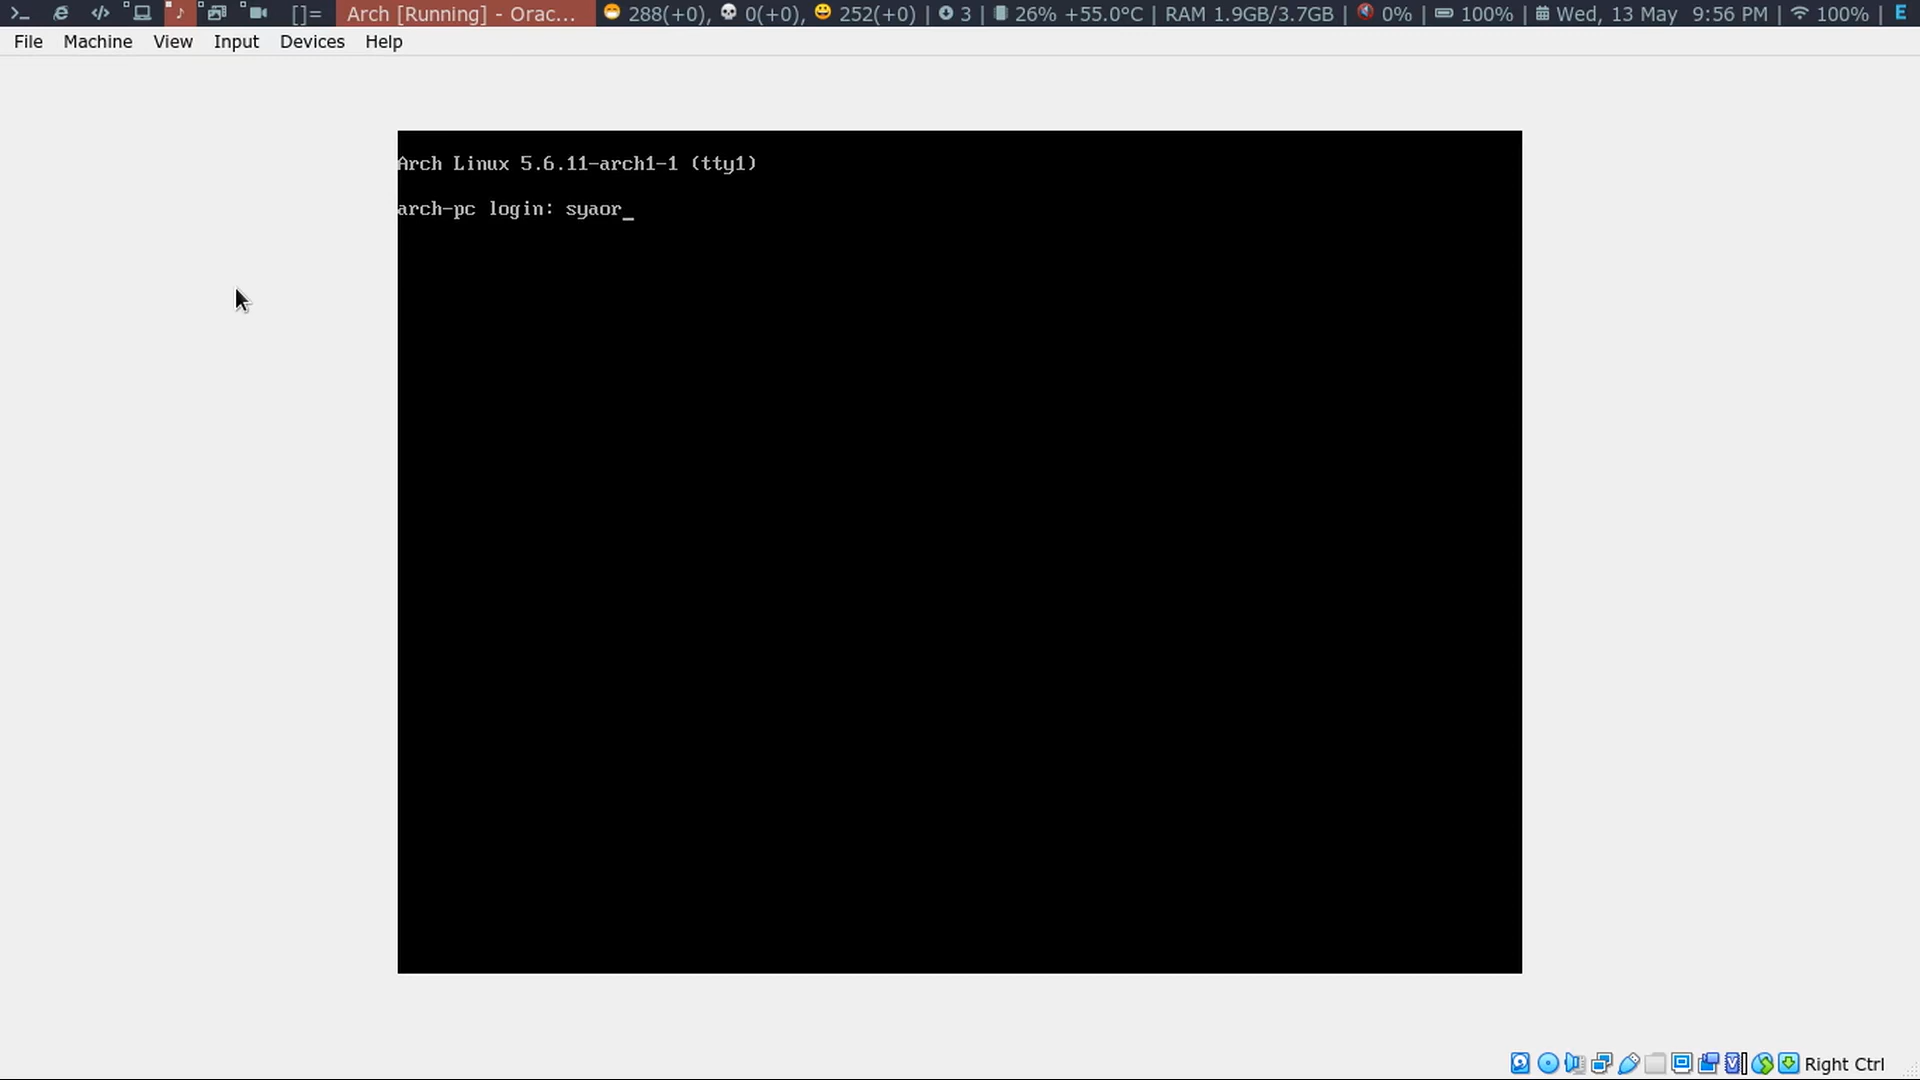 Arch [Running] - Orac... 288(+0), 0(+0), 252(+0) | 3 | 26% +55.0°C | RAM 1.9GB/3.7GB | 0% | 100% | Wed, 13 May 9:56 PM | 100% | E
File Machine View Input Devices Help
Arch Linux 5.6.11-arch1-1 (tty1)
arch-pc login: syaor_
Right Ctrl